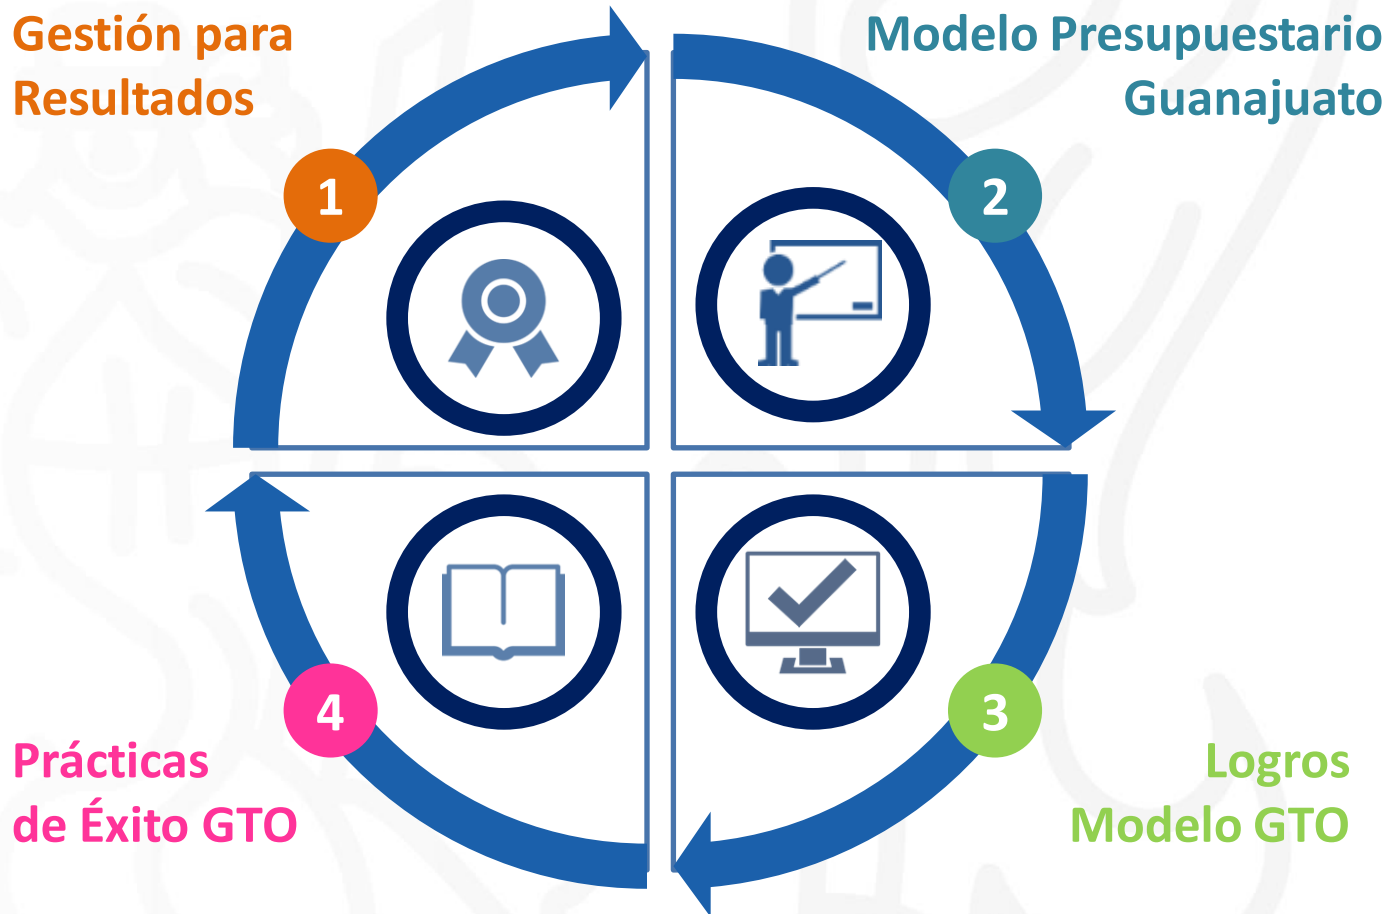 Gestión para
Resultados
1
Modelo Presupuestario
Guanajuato
2
Logros
Modelo GTO
3
Prácticas
de Éxito GTO
4